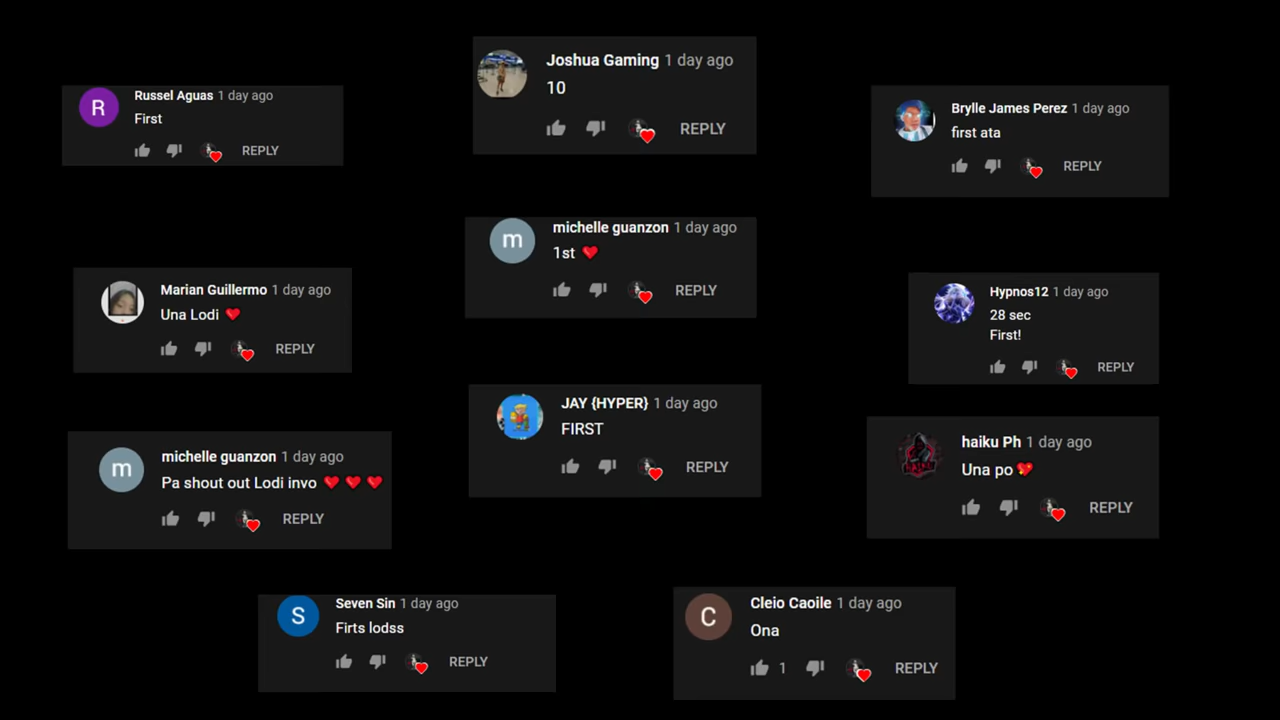 Russel Aguas 1 day ago
First
REPLY
Joshua Gaming 1 day ago
10
REPLY
Brylle James Perez 1 day ago
first ata
REPLY
Marian Guillermo 1 day ago
Una Lodi ❤️
REPLY
m
michelle guanzon 1 day ago
1st ❤️
REPLY
Hypnos12 1 day ago
28 sec
First!
REPLY
m
michelle guanzon 1 day ago
Pa shout out Lodi invo ❤️ ❤️ ❤️
REPLY
JAY {HYPER} 1 day ago
FIRST
REPLY
haiku Ph 1 day ago
Una po 💖
REPLY
S
Seven Sin 1 day ago
Firts lodss
REPLY
C
Cleio Caoile 1 day ago
Ona
1 REPLY
R